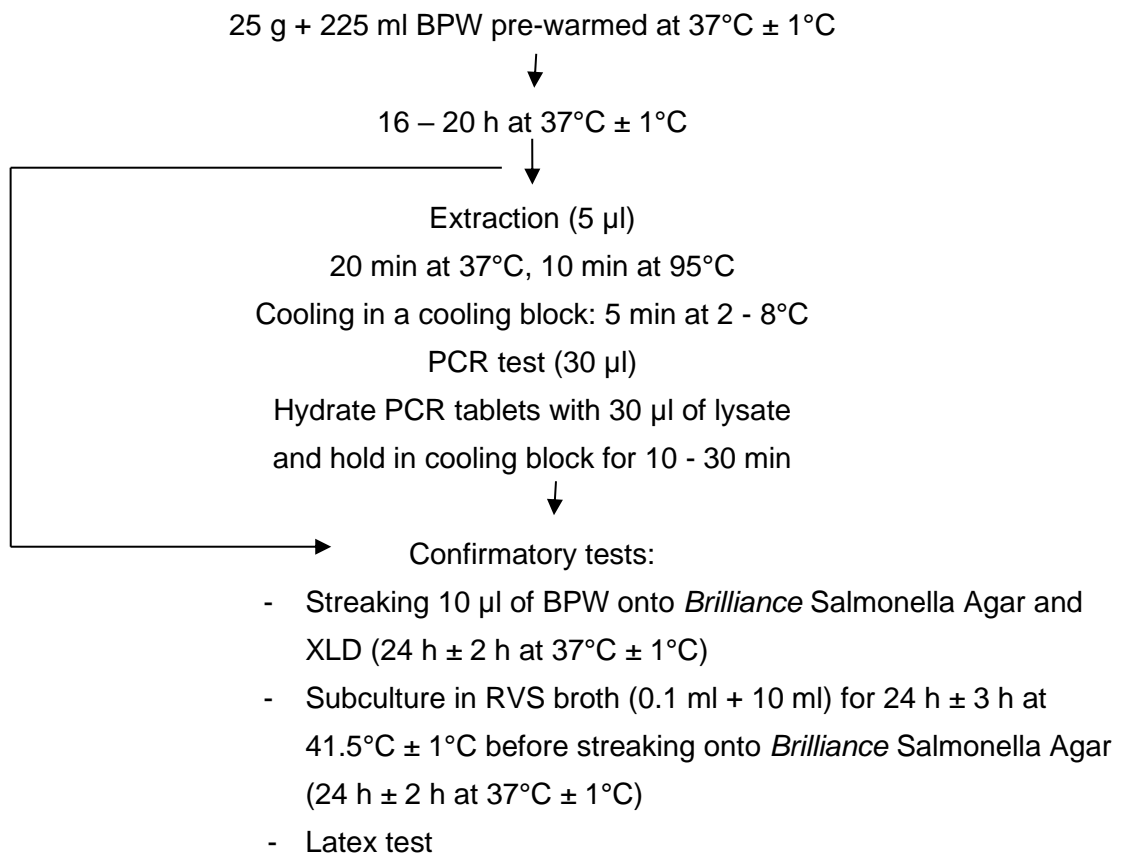 25 g + 225 ml BPW pre-warmed at 37°C ± 1°C
16 – 20 h at 37°C ± 1°C
Extraction (5 µl)
20 min at 37°C, 10 min at 95°C
Cooling in a cooling block: 5 min at 2 - 8°C
PCR test (30 µl)
Hydrate PCR tablets with 30 µl of lysate
and hold in cooling block for 10 - 30 min
Confirmatory tests:
- Streaking 10 µl of BPW onto Brilliance Salmonella Agar and
XLD (24 h ± 2 h at 37°C ± 1°C)
- Subculture in RVS broth (0.1 ml + 10 ml) for 24 h ± 3 h at
41.5°C ± 1°C before streaking onto Brilliance Salmonella Agar
(24 h ± 2 h at 37°C ± 1°C)
- Latex test